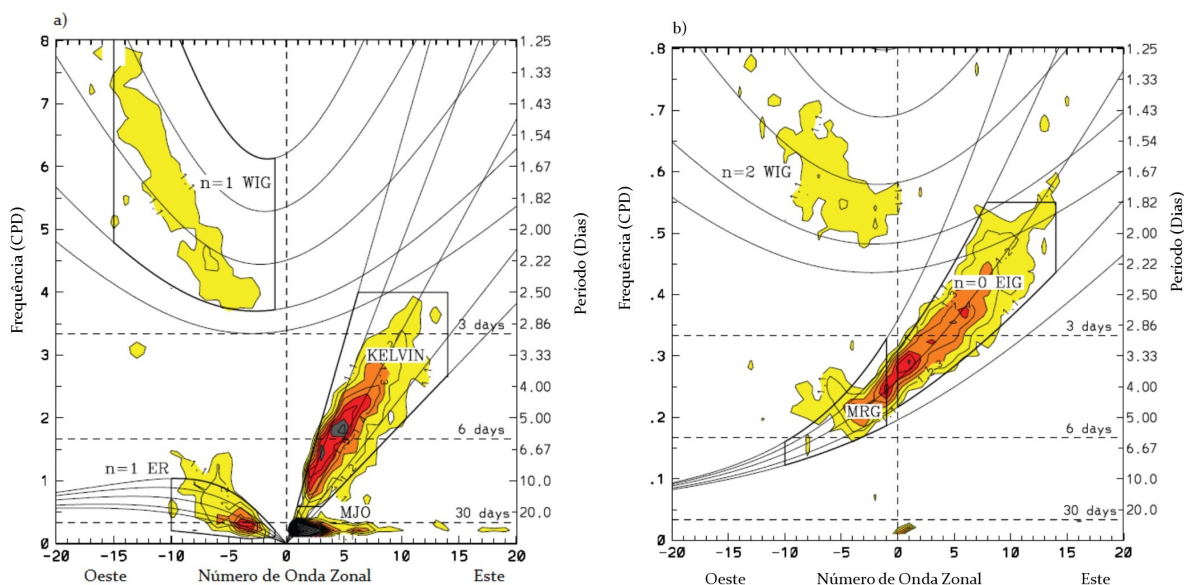 a)
8
7
6
5
4
3
2
1
0
Frequência (CPD)
n=1 WIG
KELVIN
n=1 ER
MJO
3 days
6 days
30 days
1.25
1.33
1.43
1.54
1.67
1.82
2.00
2.22
2.50
2.86
3.33
4.00
5.00
6.67
10.0
20.0
Período (Dias)
-20 -15 -10 -5 0 5 10 15 20
Oeste Número de Onda Zonal Este
b)
.8
.7
.6
.5
.4
.3
.2
.1
0
Frequência (CPD)
n=2 WIG
n=0 EIG
MRG
3 days
6 days
30 days
1.25
1.33
1.43
1.54
1.67
1.82
2.00
2.22
2.50
2.86
3.33
4.00
5.00
6.67
10.0
20.0
Período (Dias)
-20 -15 -10 -5 0 5 10 15 20
Oeste Número de Onda Zonal Este